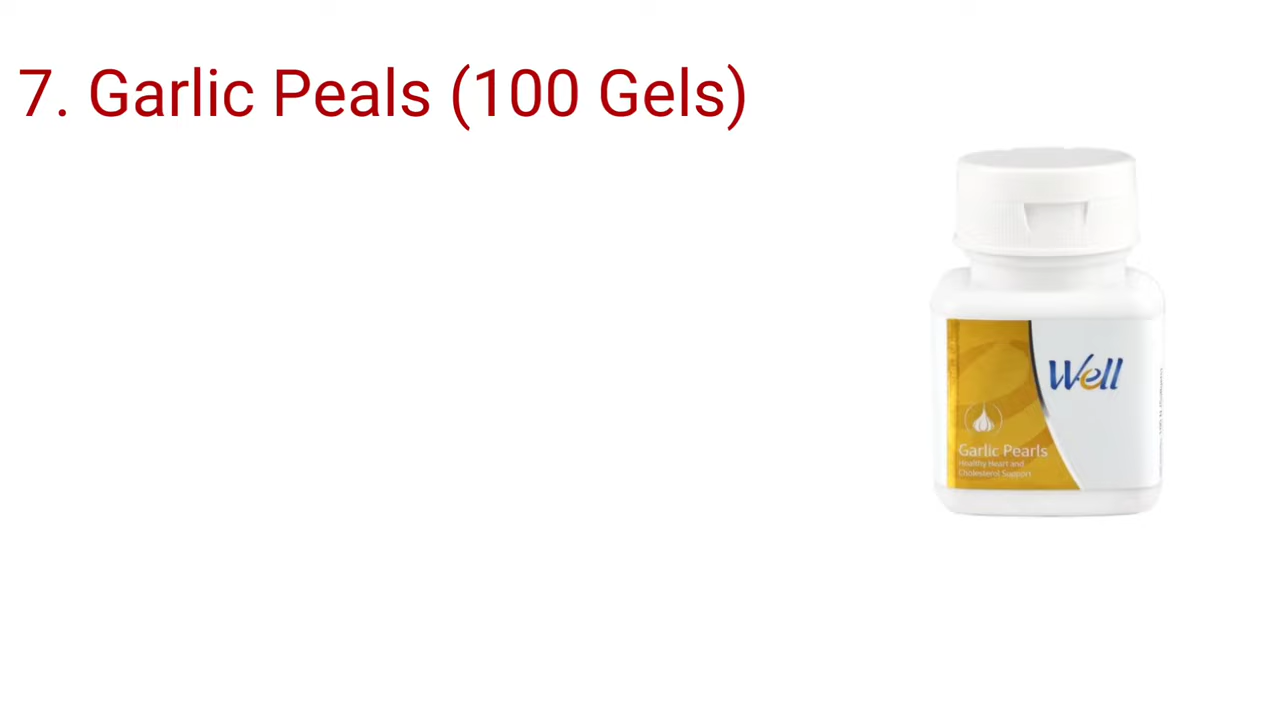 7. Garlic Peals (100 Gels)
Well
Garlic Pearls
Healthy Heart and
Cholesterol Support